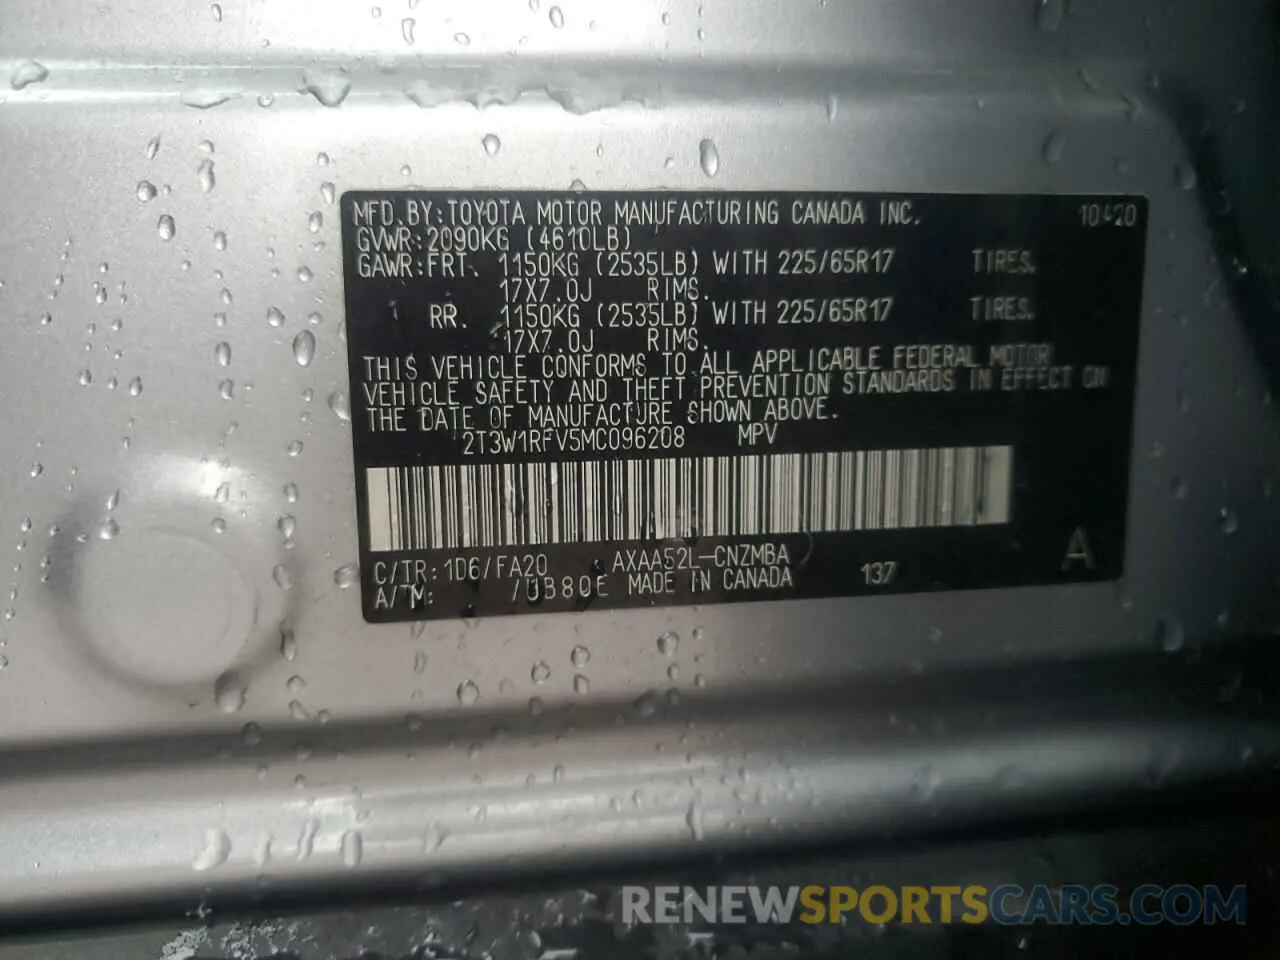 MFD.BY:TOYOTA MOTOR MANUFACTURING CANADA INC. 10/20
GVWR:2090KG (4610LB)
GAWR:FRT. 1150KG (2535LB) WITH 225/65R17 TIRES.
17X7.0J RIMS.
RR. 1150KG (2535LB) WITH 225/65R17 TIRES.
17X7.0J RIMS.
THIS VEHICLE CONFORMS TO ALL APPLICABLE FEDERAL MOTOR
VEHICLE SAFETY AND THEFT PREVENTION STANDARDS IN EFFECT ON
THE DATE OF MANUFACTURE SHOWN ABOVE.
2T3W1RFV5MC096208 MPV
C/TR:1D6/FA20 AXAA52L-CNZMBA
A/TM: /UB80E MADE IN CANADA 137 A
RENEWSPORTSCARS.COM